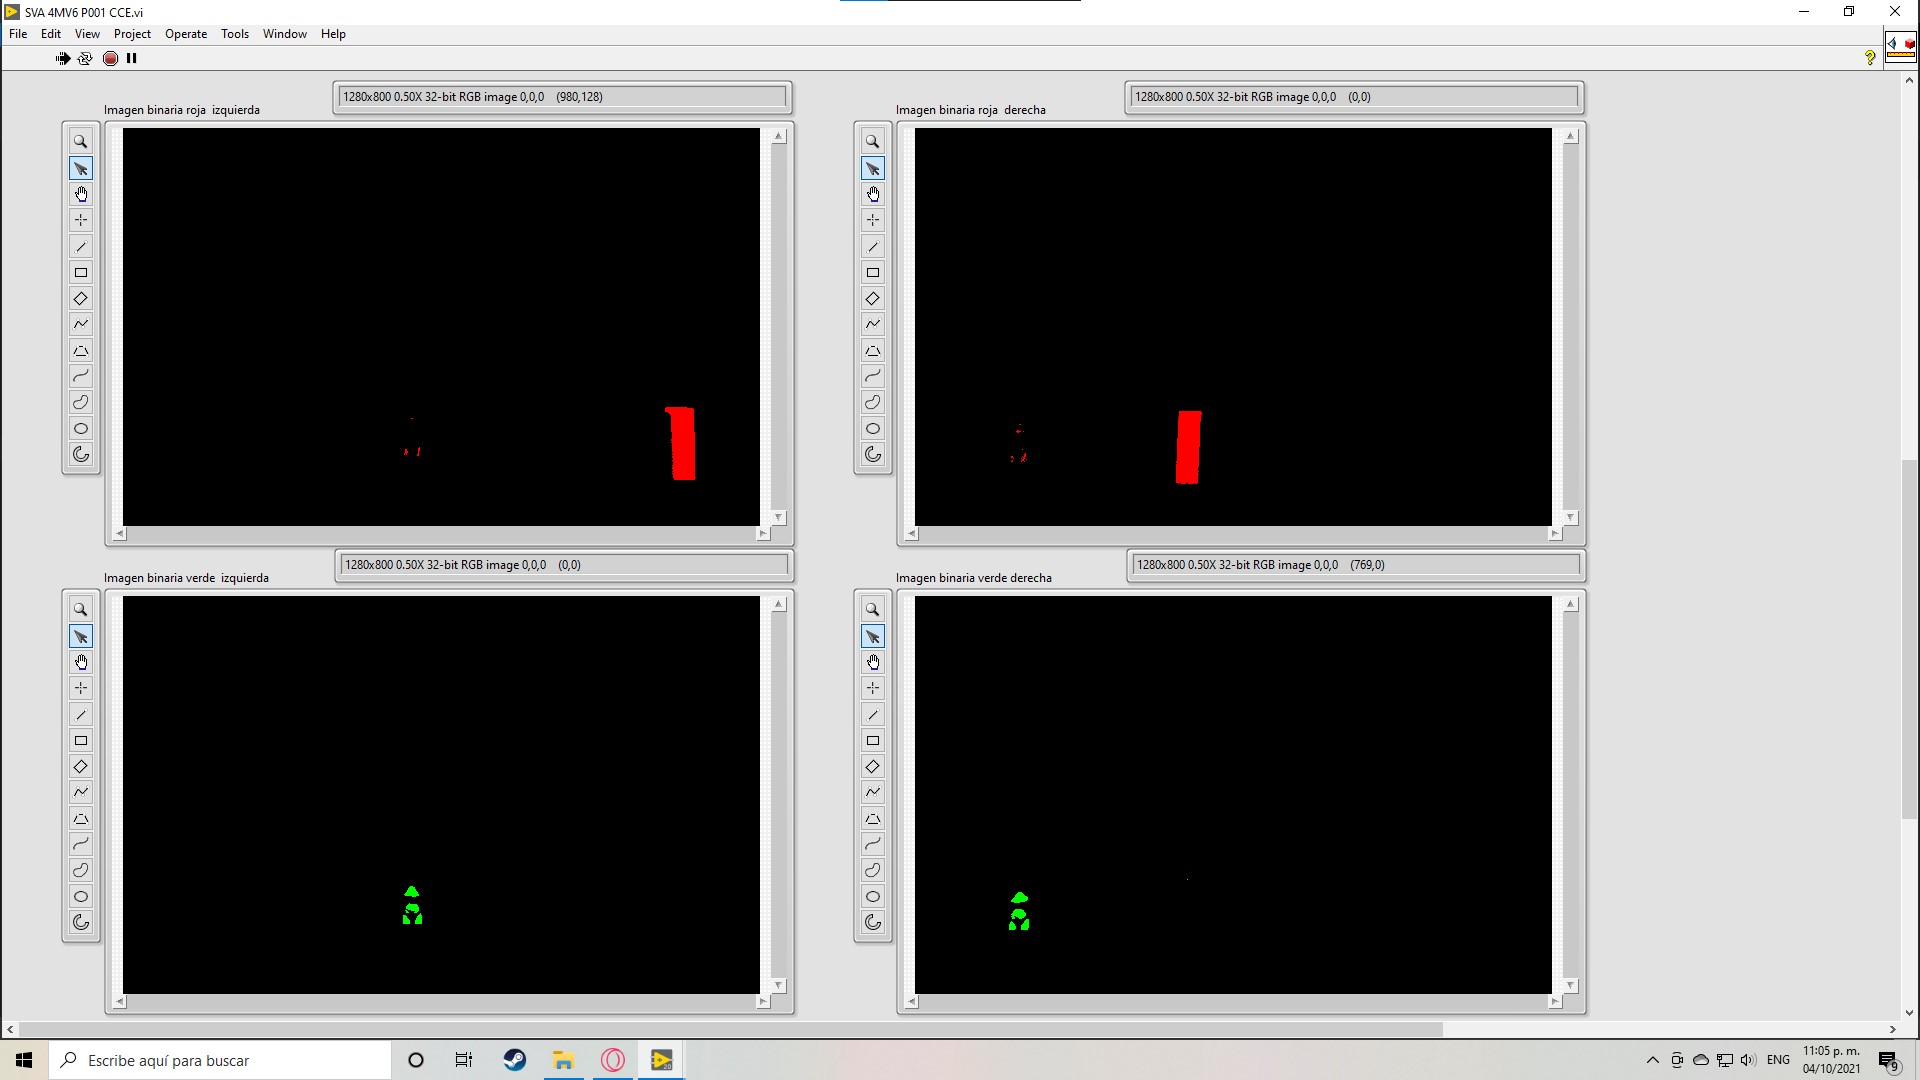 SVA 4MV6 P001 CCE.vi
File Edit View Project Operate Tools Window Help
Imagen binaria roja  izquierda
1280x800 0.50X 32-bit RGB image 0,0,0    (980,128)
Imagen binaria roja  derecha
1280x800 0.50X 32-bit RGB image 0,0,0    (0,0)
Imagen binaria verde  izquierda
1280x800 0.50X 32-bit RGB image 0,0,0    (0,0)
Imagen binaria verde derecha
1280x800 0.50X 32-bit RGB image 0,0,0    (769,0)
Escribe aquí para buscar
20
ENG
11:05 p. m.
04/10/2021
9